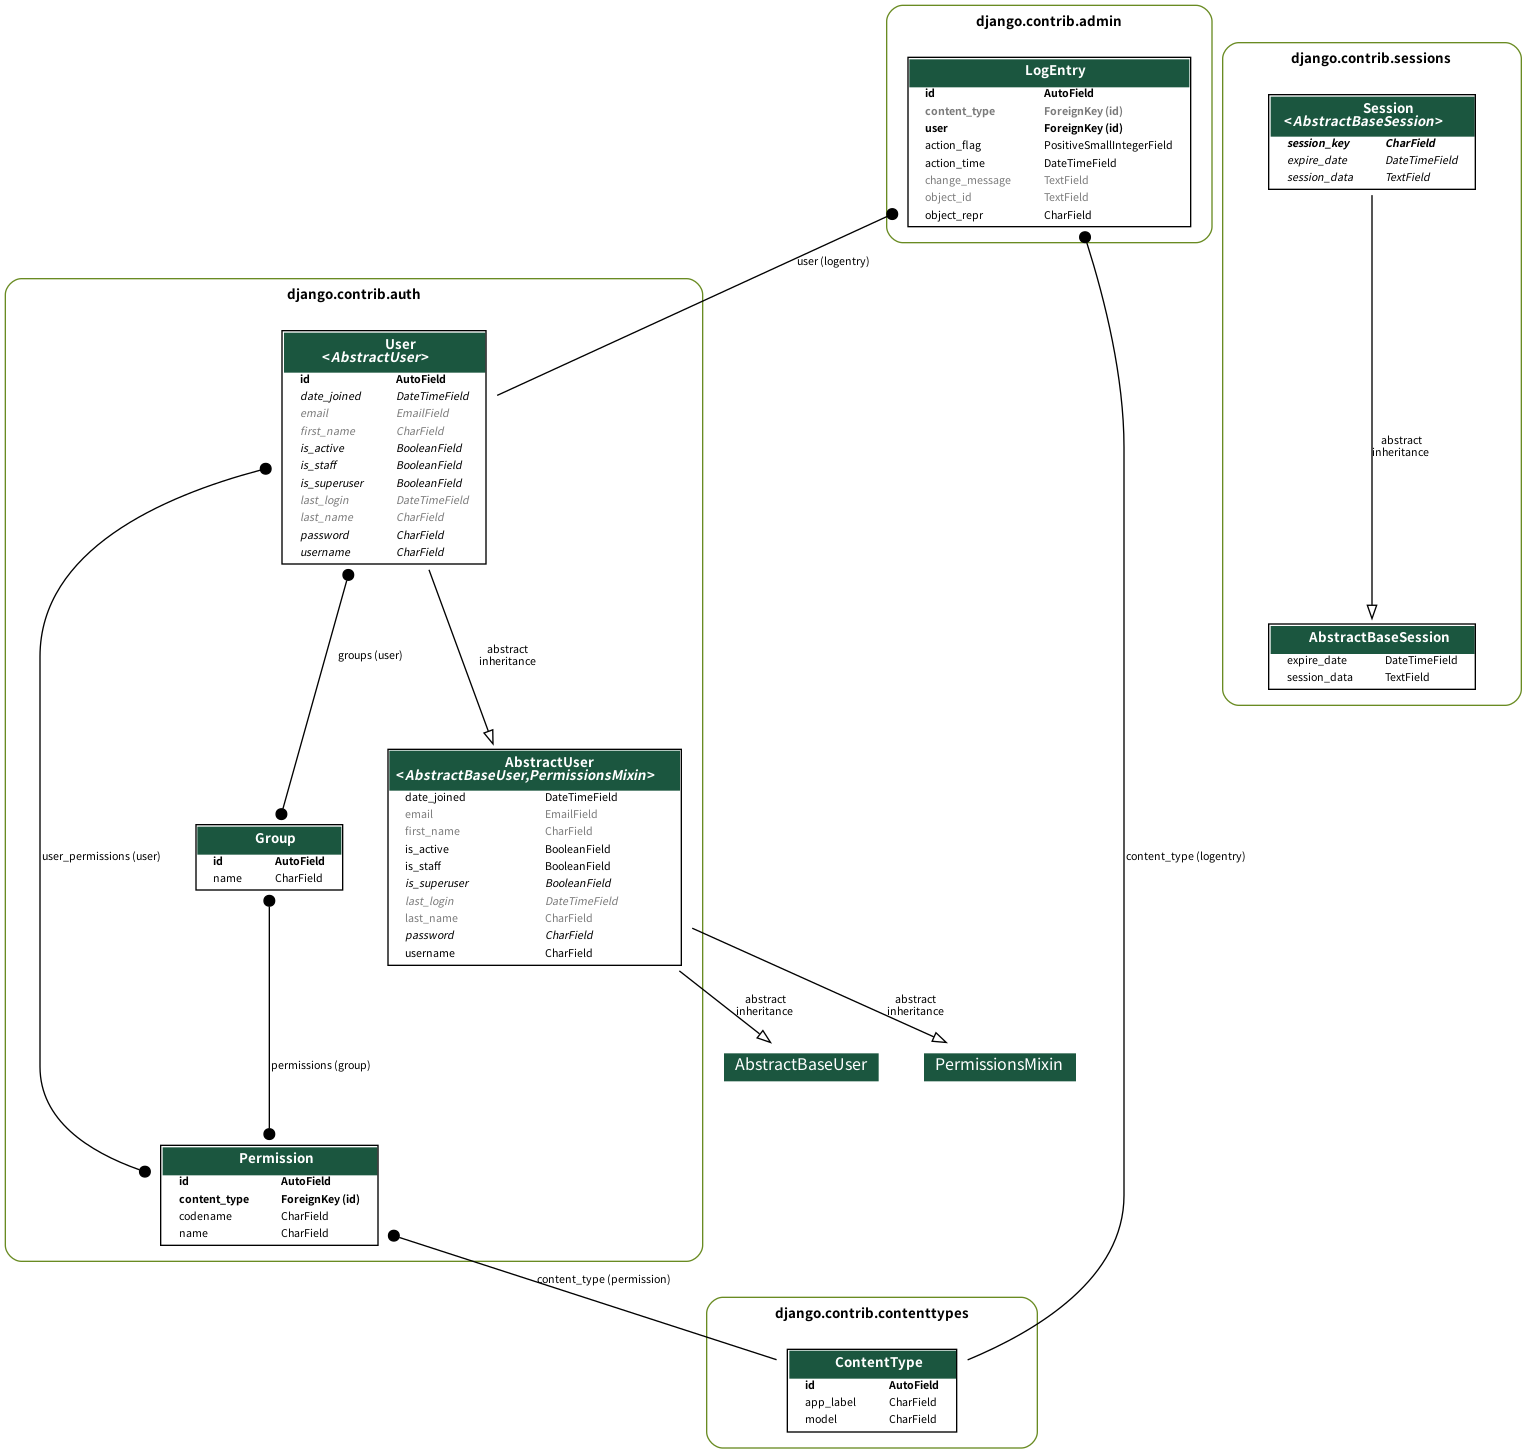 django.contrib.admin
LogEntry
id AutoField
content_type ForeignKey (id)
user ForeignKey (id)
action_flag PositiveSmallIntegerField
action_time DateTimeField
change_message TextField
object_id TextField
object_repr CharField
django.contrib.sessions
Session
<AbstractBaseSession>
session_key CharField
expire_date DateTimeField
session_data TextField
user (logentry)
django.contrib.auth
User
<AbstractUser>
id AutoField
date_joined DateTimeField
email EmailField
first_name CharField
is_active BooleanField
is_staff BooleanField
is_superuser BooleanField
last_login DateTimeField
last_name CharField
password CharField
username CharField
abstract
inheritance
AbstractBaseSession
expire_date DateTimeField
session_data TextField
groups (user)
abstract
inheritance
AbstractUser
<AbstractBaseUser,PermissionsMixin>
date_joined DateTimeField
email EmailField
first_name CharField
is_active BooleanField
is_staff BooleanField
is_superuser BooleanField
last_login DateTimeField
last_name CharField
password CharField
username CharField
Group
id AutoField
name CharField
user_permissions (user)
content_type (logentry)
abstract
inheritance
abstract
inheritance
AbstractBaseUser
PermissionsMixin
permissions (group)
Permission
id AutoField
content_type ForeignKey (id)
codename CharField
name CharField
content_type (permission)
django.contrib.contenttypes
ContentType
id AutoField
app_label CharField
model CharField